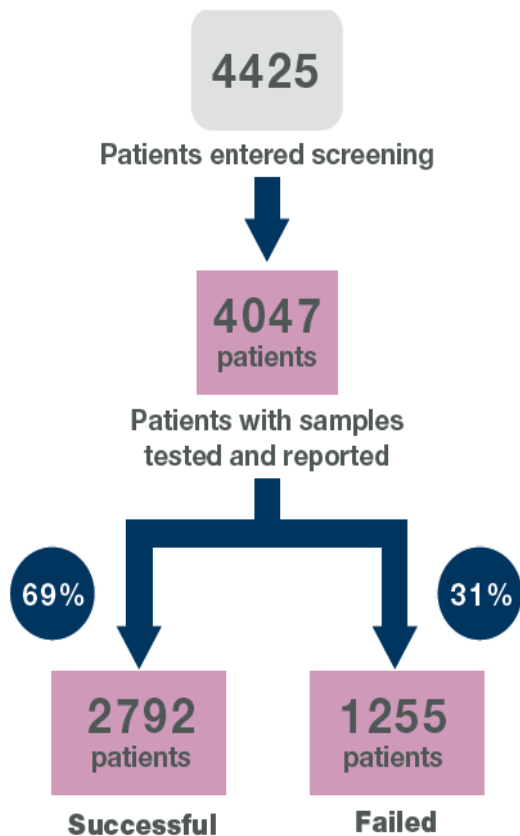 4425
Patients entered screening
4047
patients
Patients with samples
tested and reported
69%
31%
2792
patients
1255
patients
Successful
Failed